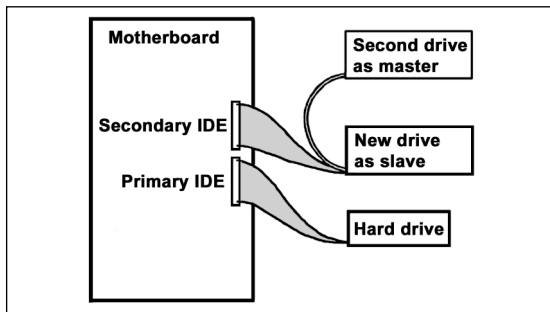 Motherboard
Second drive
as master
Secondary IDE
New drive
as slave
Primary IDE
Hard drive